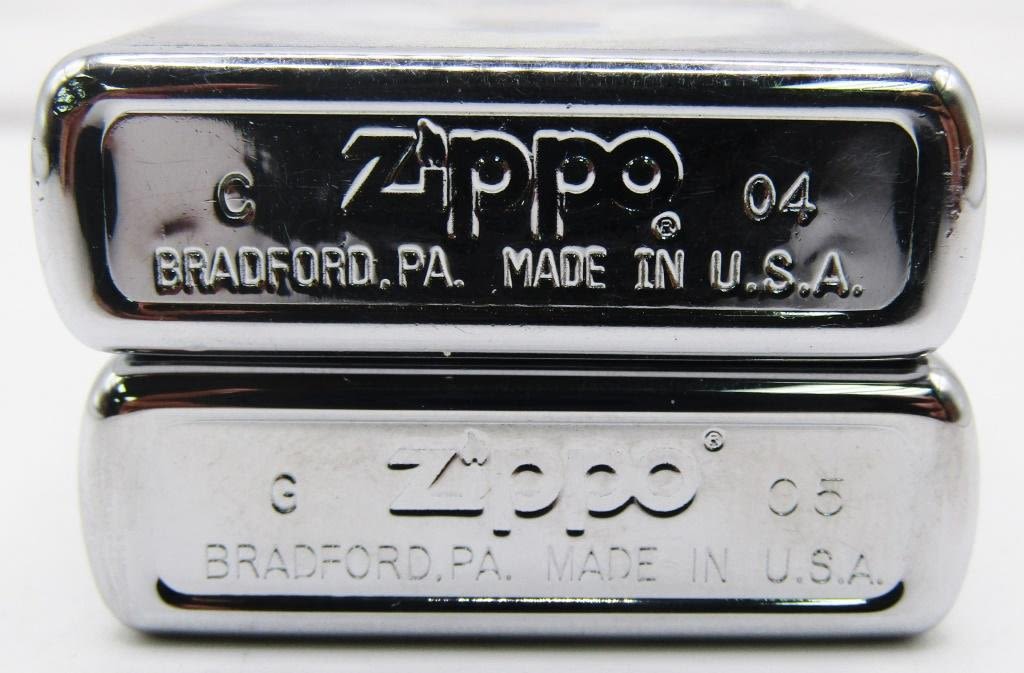 C Zippo ® 04
BRADFORD, PA. MADE IN U.S.A.
G Zippo ® 05
BRADFORD, PA. MADE IN U.S.A.